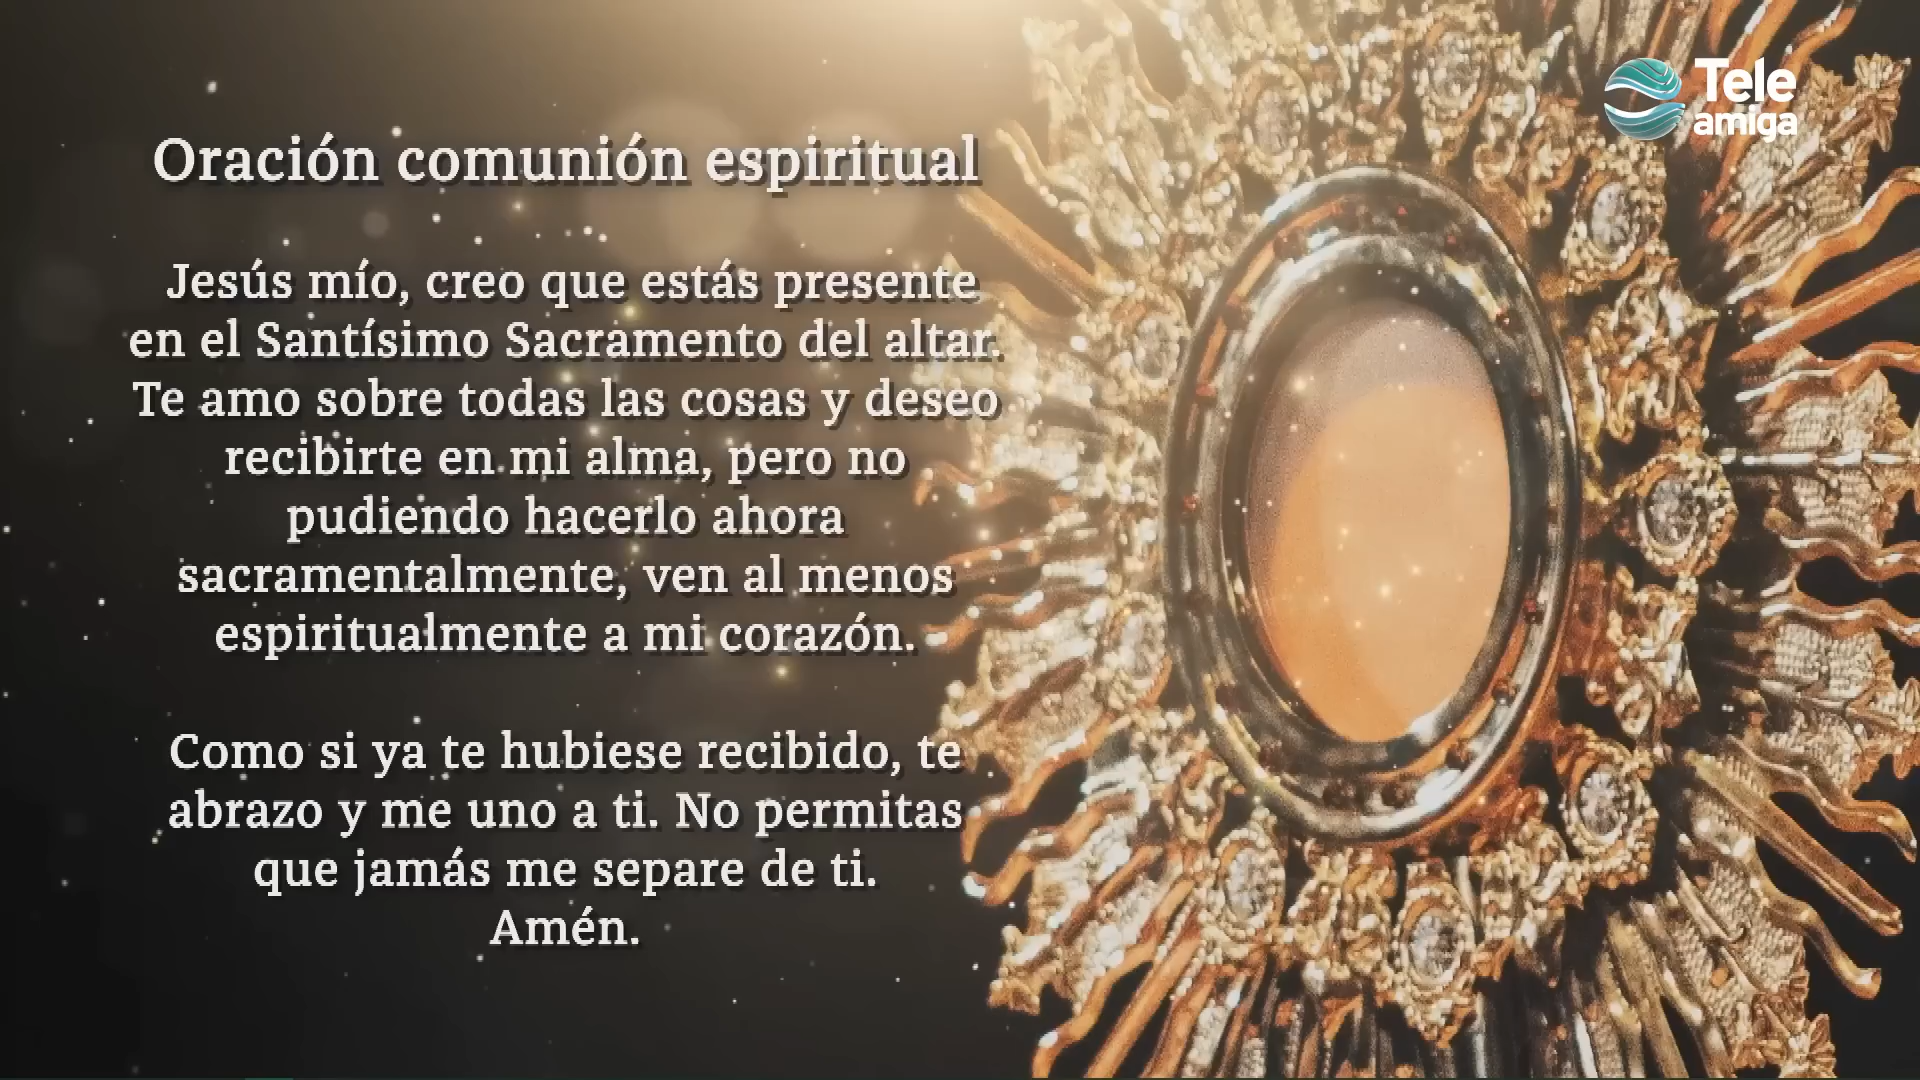 Tele
amiga
Oración comunión espiritual
Jesús mío, creo que estás presente
en el Santísimo Sacramento del altar.
Te amo sobre todas las cosas y deseo
recibirte en mi alma, pero no
pudiendo hacerlo ahora
sacramentalmente, ven al menos
espiritualmente a mi corazón.
Como si ya te hubiese recibido, te
abrazo y me uno a ti. No permitas
que jamás me separe de ti.
Amén.